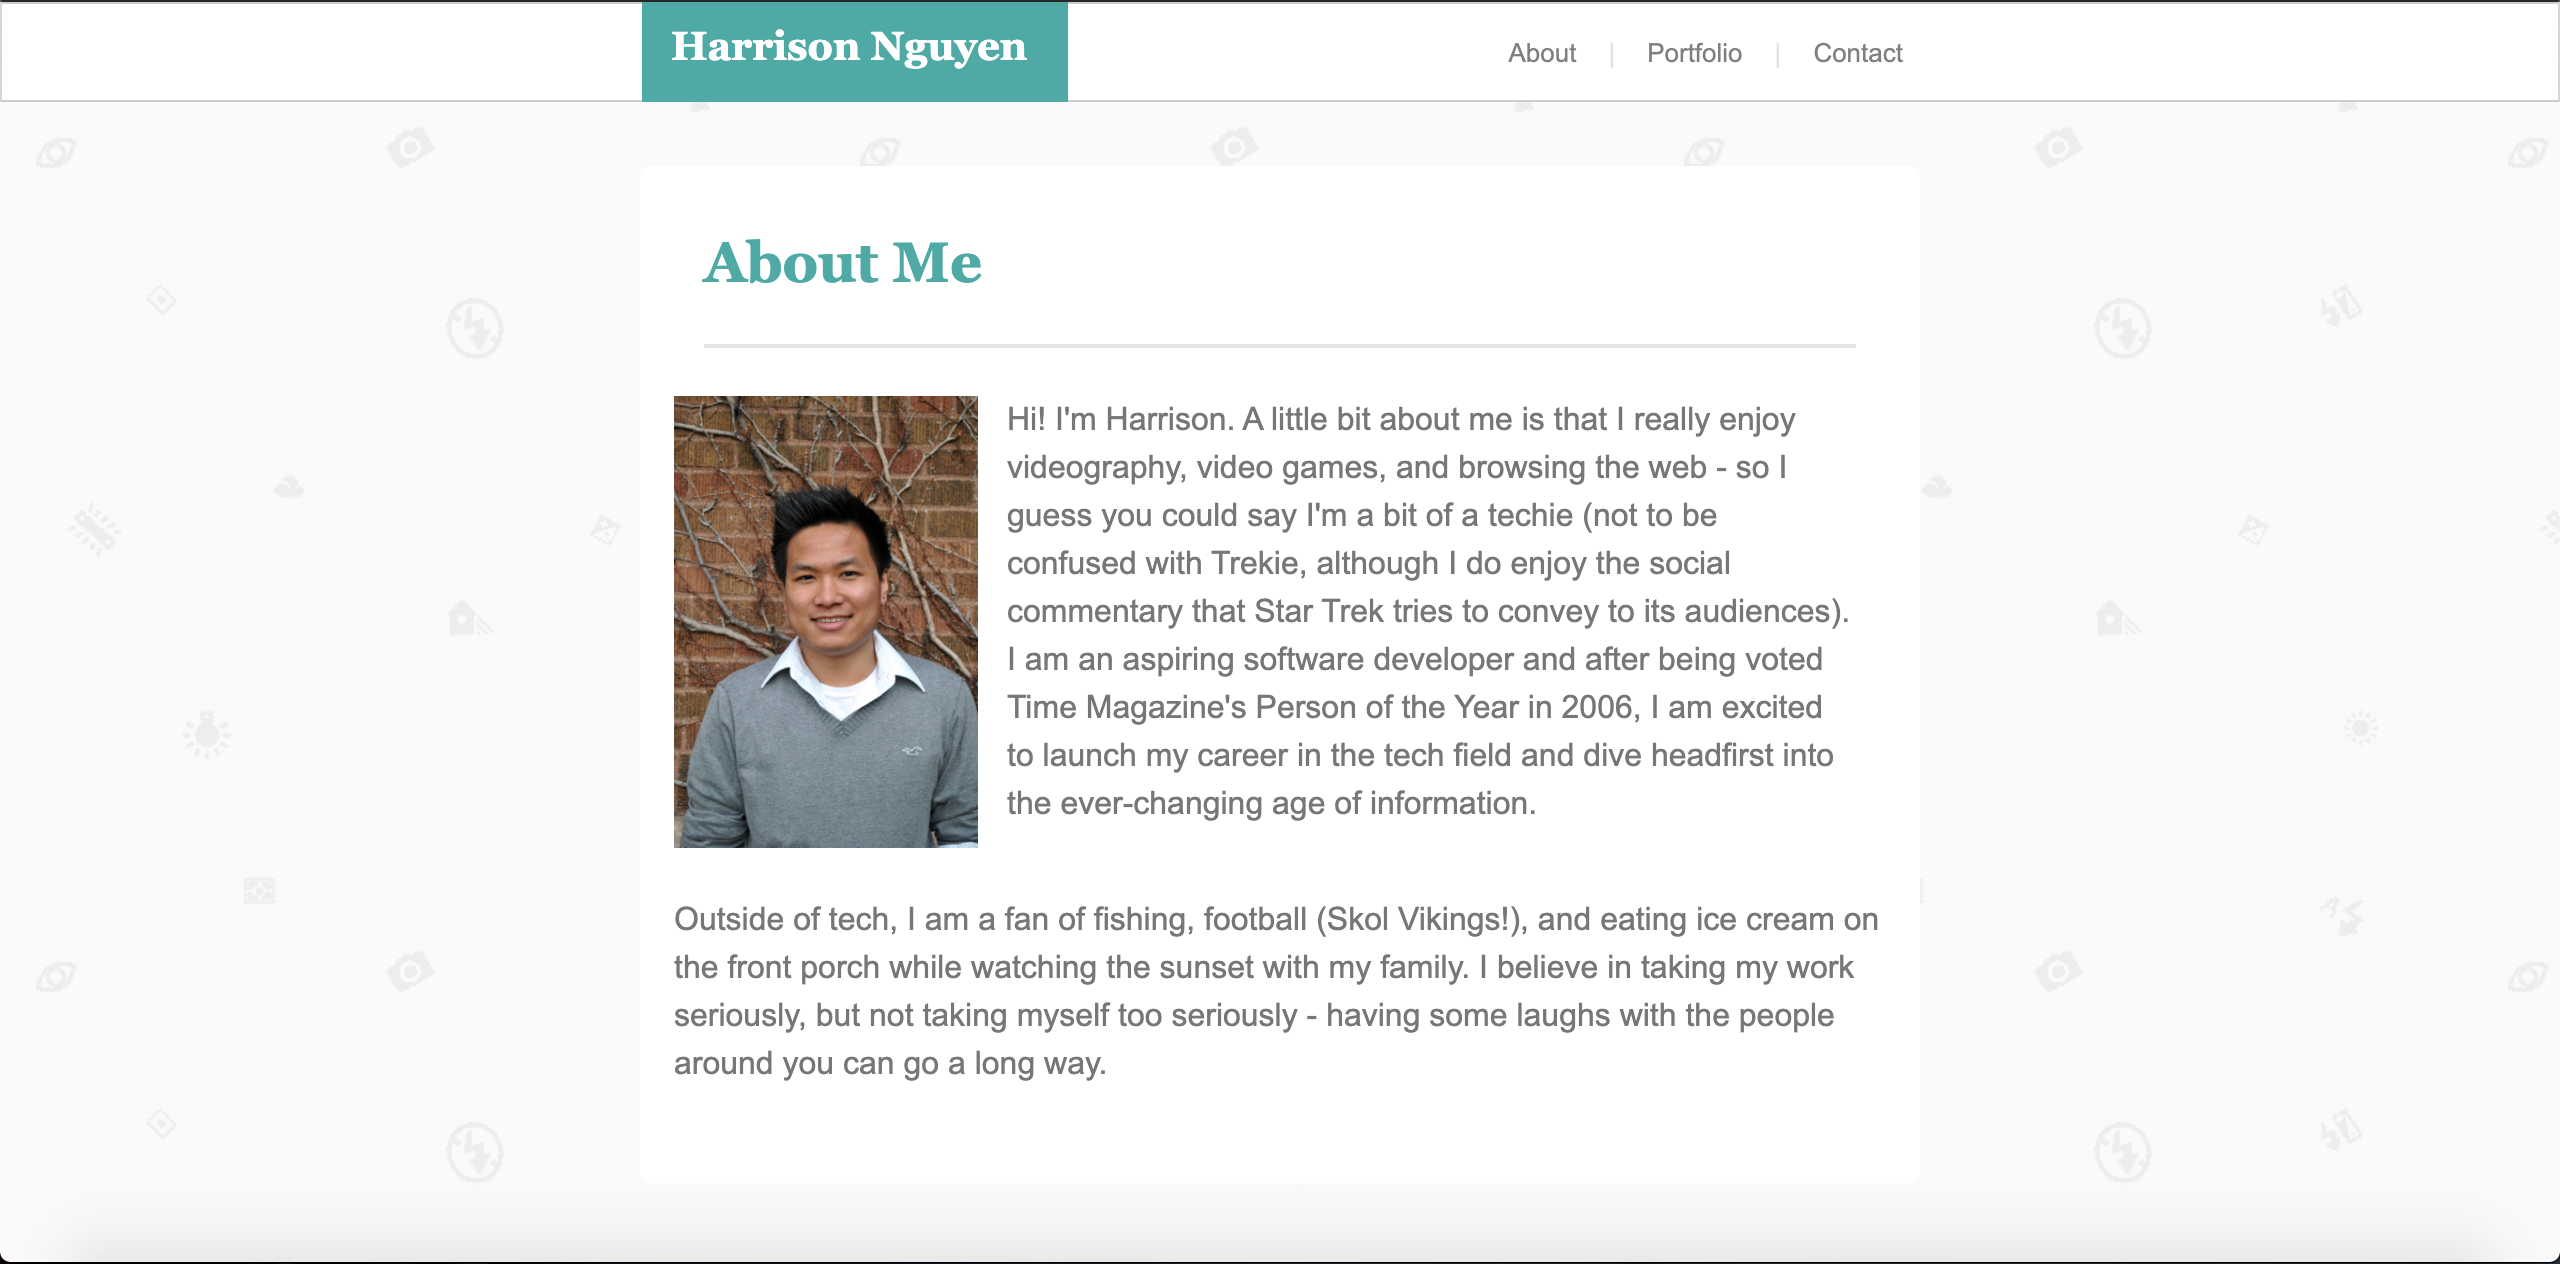 Harrison Nguyen
About | Portfolio | Contact
About Me
Hi! I'm Harrison. A little bit about me is that I really enjoy
videography, video games, and browsing the web - so I
guess you could say I'm a bit of a techie (not to be
confused with Trekie, although I do enjoy the social
commentary that Star Trek tries to convey to its audiences).
I am an aspiring software developer and after being voted
Time Magazine's Person of the Year in 2006, I am excited
to launch my career in the tech field and dive headfirst into
the ever-changing age of information.
Outside of tech, I am a fan of fishing, football (Skol Vikings!), and eating ice cream on
the front porch while watching the sunset with my family. I believe in taking my work
seriously, but not taking myself too seriously - having some laughs with the people
around you can go a long way.